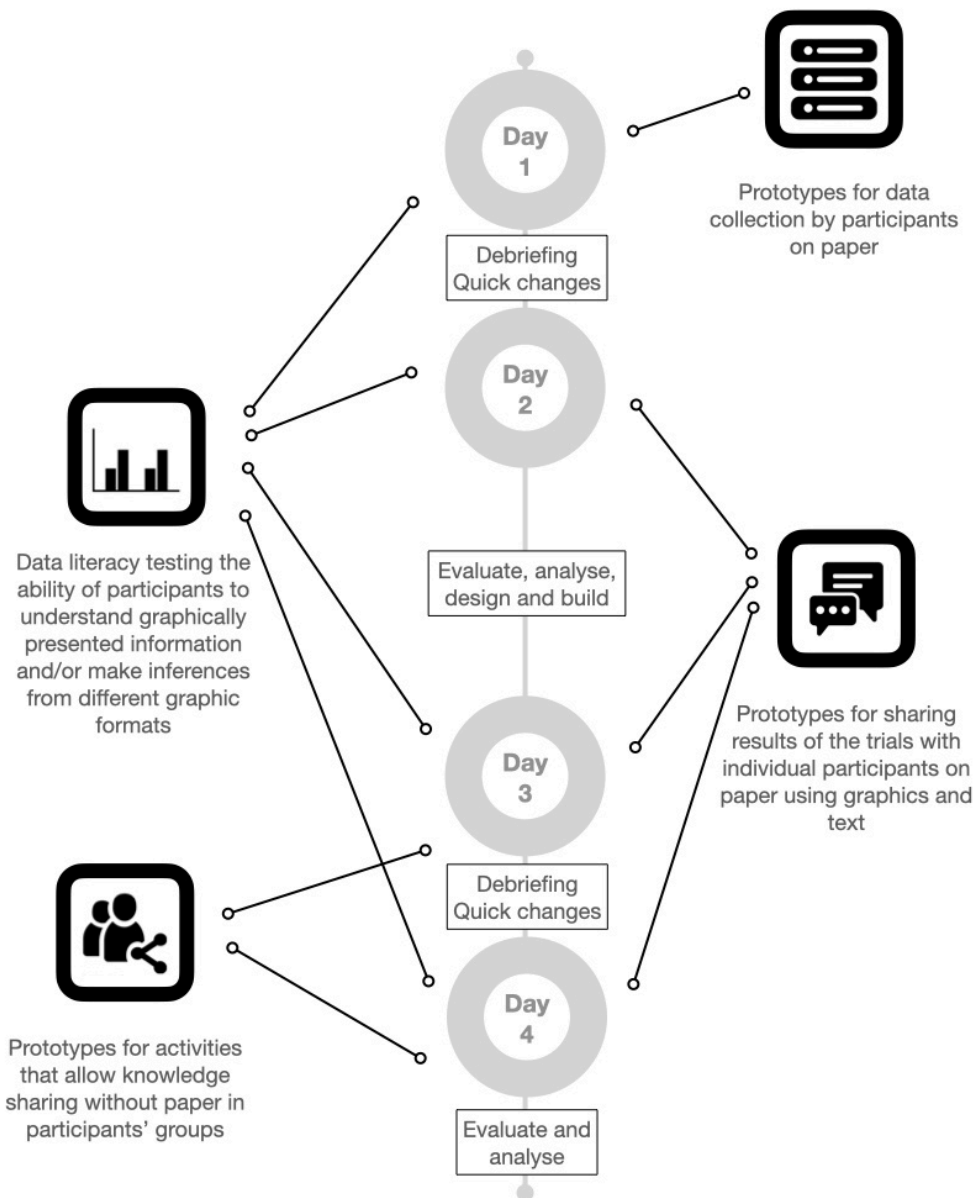 Day
1
Prototypes for data
collection by participants
on paper
Debriefing
Quick changes
Day
2
Data literacy testing the
ability of participants to
understand graphically
presented information
and/or make inferences
from different graphic
formats
Evaluate, analyse,
design and build
Prototypes for sharing
results of the trials with
individual participants on
paper using graphics and
text
Day
3
Debriefing
Quick changes
Day
4
Prototypes for activities
that allow knowledge
sharing without paper in
participants’ groups
Evaluate and
analyse